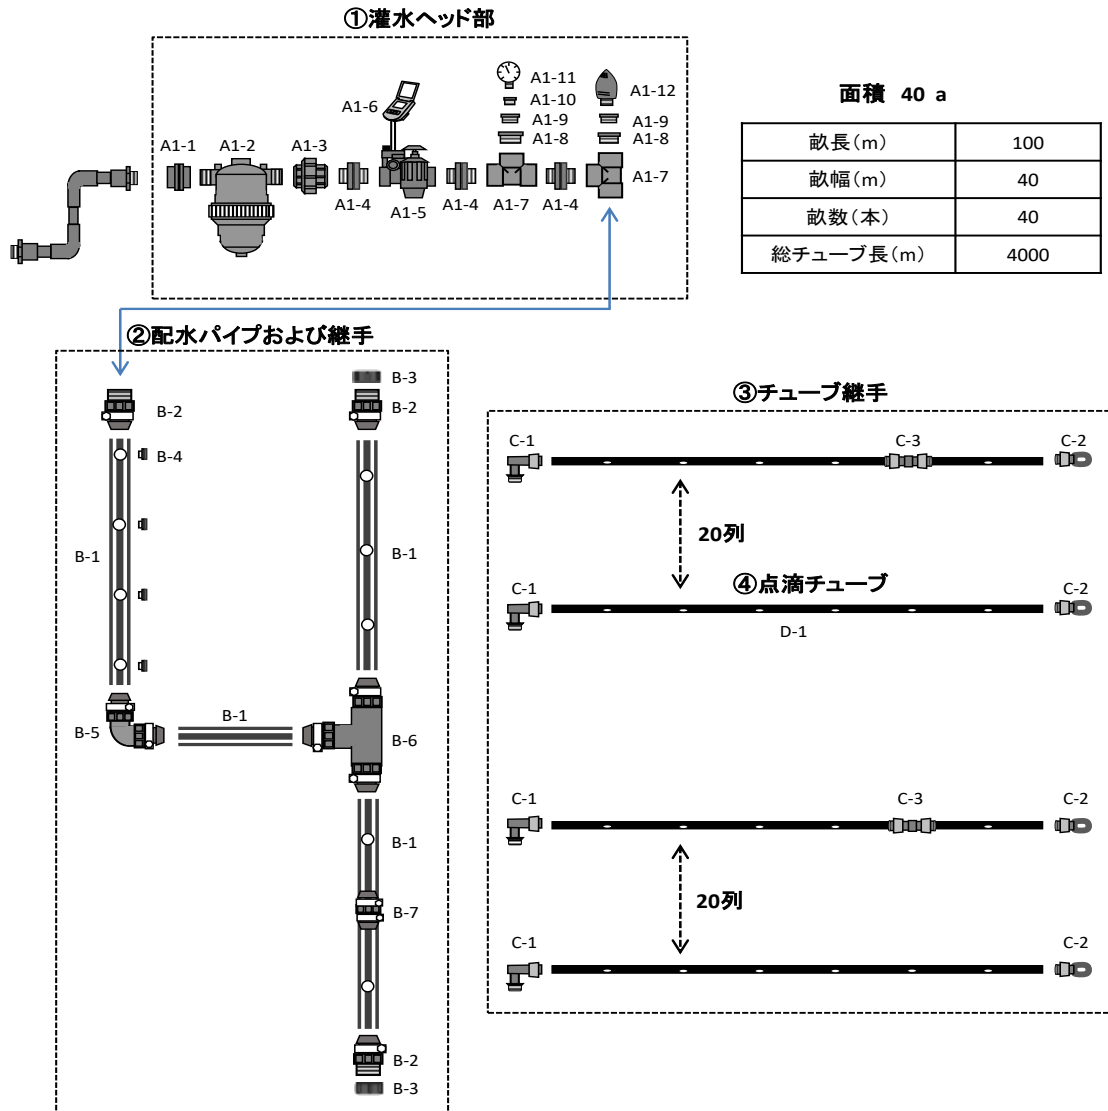 ①灌水ヘッド部
A1-11
A1-6
A1-10
A1-12
A1-9
A1-9
A1-8
A1-8
A1-1
A1-2
A1-3
A1-7
A1-4
A1-5
A1-4
A1-7
A1-4
面積 40 a
畝長(m) 100
畝幅(m) 40
畝数(本) 40
総チューブ長(m) 4000
②配水パイプおよび継手
B-3
B-2
B-2
B-4
B-1
B-1
B-1
B-5
B-6
B-1
B-7
B-2
B-3
③チューブ継手
C-1
C-3
C-2
20列
④点滴チューブ
C-1
C-2
D-1
C-1
C-3
C-2
20列
C-1
C-2